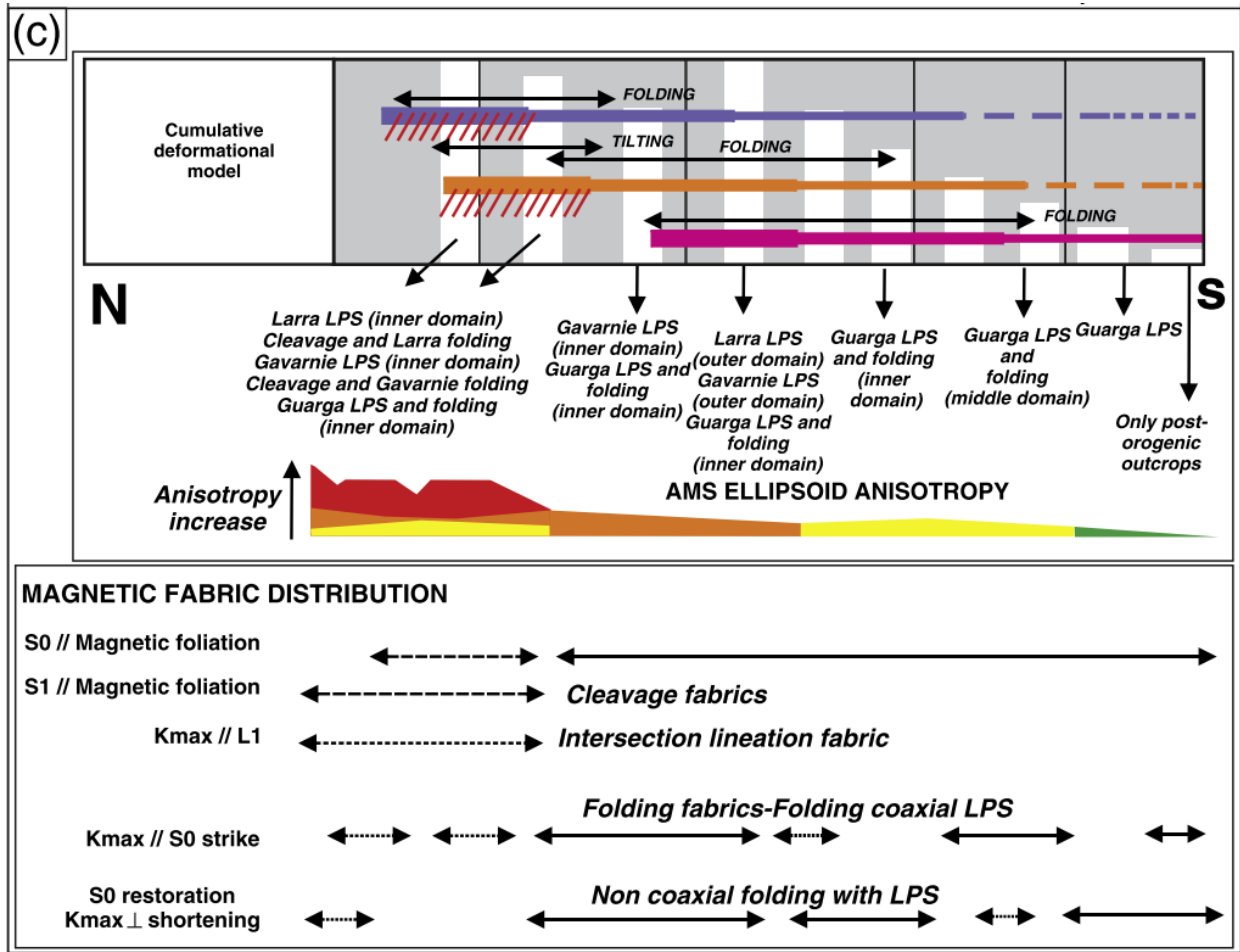 (c)
FOLDING
Cumulative
deformational
model
TILTING
FOLDING
FOLDING
N
S
Larra LPS (inner domain)
Cleavage and Larra folding
Gavarnie LPS (inner domain)
Cleavage and Gavarnie folding
Guarga LPS and folding
(inner domain)
Gavarnie LPS
(inner domain)
Guarga LPS and
folding
(inner domain)
Larra LPS
(outer domain)
Gavarnie LPS
(outer domain)
Guarga LPS and
folding
(inner domain)
Guarga LPS
and folding
(inner
domain)
Guarga LPS
and
folding
(middle domain)
Guarga LPS
Only post-
orogenic
outcrops
Anisotropy
increase
AMS ELLIPSOID ANISOTROPY
MAGNETIC FABRIC DISTRIBUTION
S0 // Magnetic foliation
S1 // Magnetic foliation
Cleavage fabrics
Kmax // L1
Intersection lineation fabric
Folding fabrics-Folding coaxial LPS
Kmax // S0 strike
S0 restoration
Kmax ⊥ shortening
Non coaxial folding with LPS